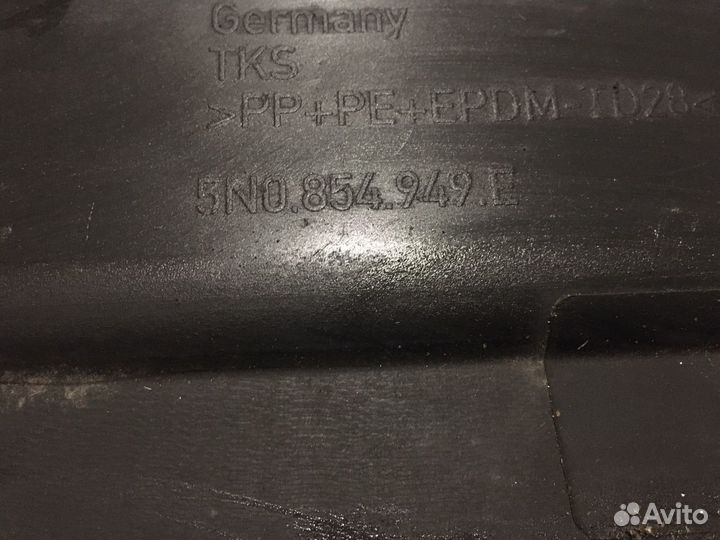 Germany
TKS
>PP+PE+EPDM-TD28<
5N0.854.949.E
Avito